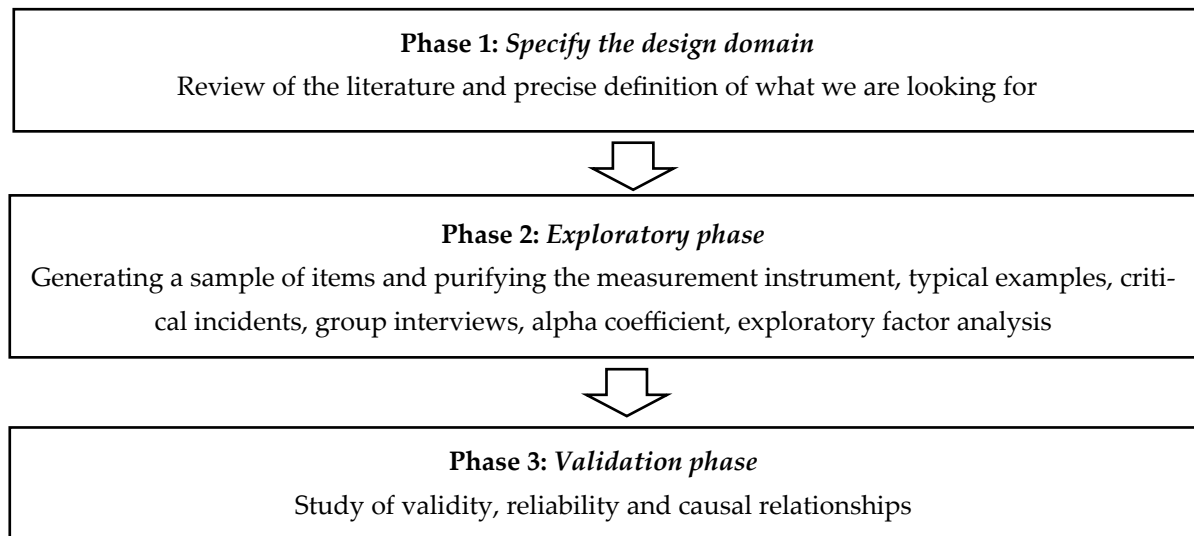 Phase 1: Specify the design domain
Review of the literature and precise definition of what we are looking for
Phase 2: Exploratory phase
Generating a sample of items and purifying the measurement instrument, typical examples, criti-
cal incidents, group interviews, alpha coefficient, exploratory factor analysis
Phase 3: Validation phase
Study of validity, reliability and causal relationships